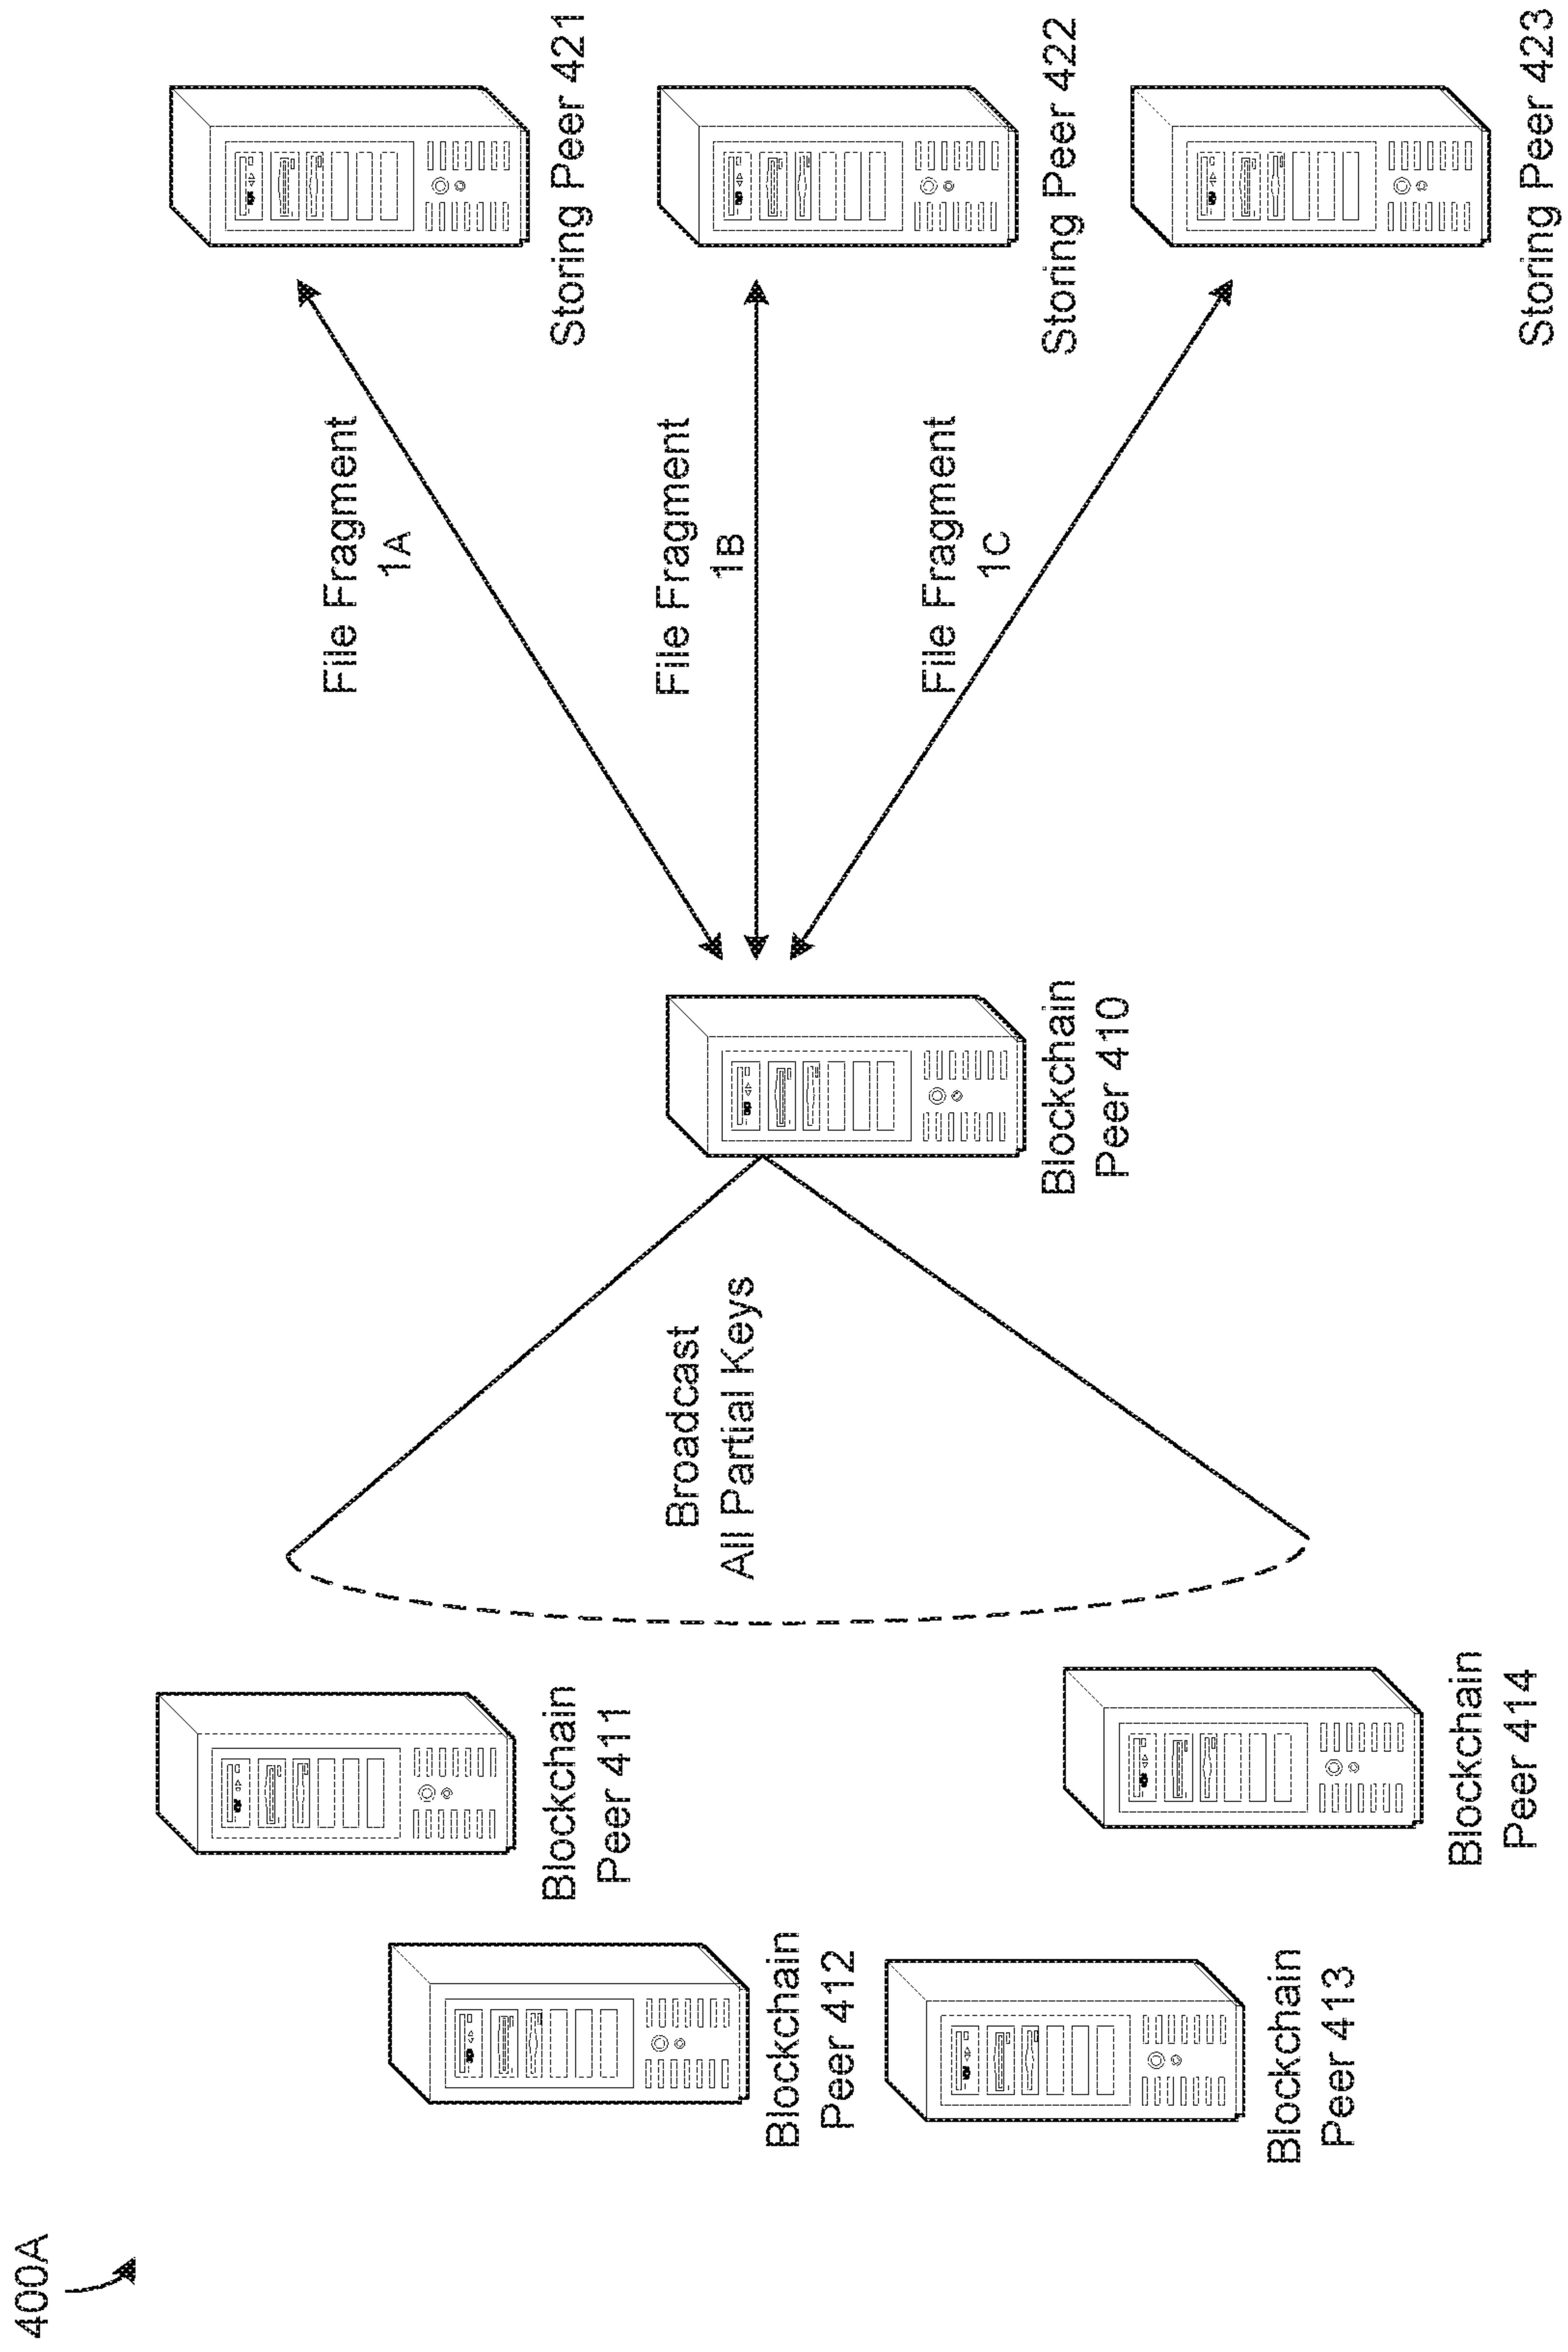 400A
Blockchain
Peer 411
Blockchain
Peer 412
Blockchain
Peer 413
Blockchain
Peer 414
Broadcast
All Partial Keys
Blockchain
Peer 410
File Fragment
1A
File Fragment
1B
File Fragment
1C
Storing Peer 421
Storing Peer 422
Storing Peer 423